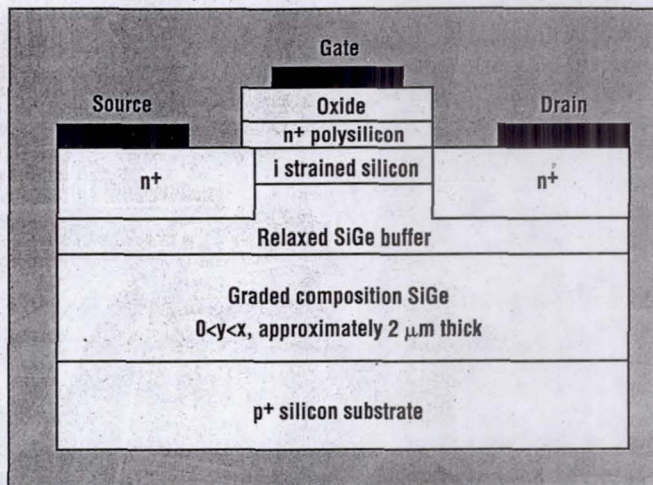 Gate
Source
Drain
Oxide
n+ polysilicon
n+
i strained silicon
n+
Relaxed SiGe buffer
Graded composition SiGe
0<y<x, approximately 2 μm thick
p+ silicon substrate